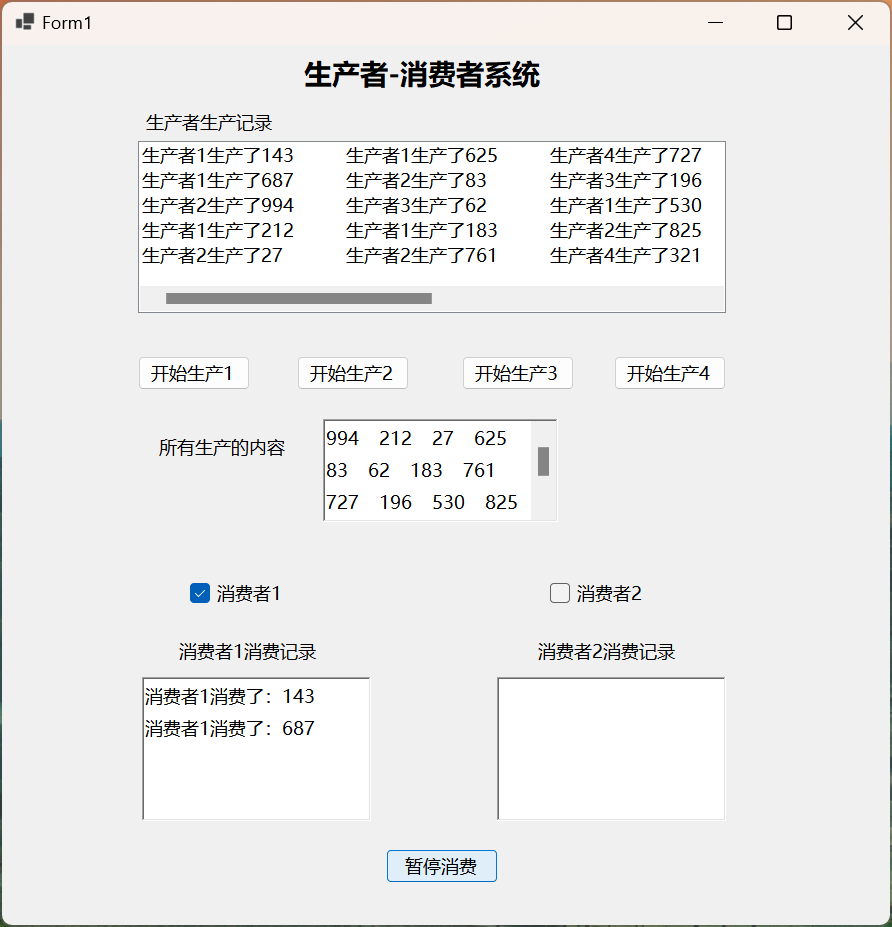 Form1
生产者-消费者系统
生产者生产记录
生产者1生产了143 生产者1生产了625 生产者4生产了727
生产者1生产了687 生产者2生产了83 生产者3生产了196
生产者2生产了994 生产者3生产了62 生产者1生产了530
生产者1生产了212 生产者1生产了183 生产者2生产了825
生产者2生产了27 生产者2生产了761 生产者4生产了321
开始生产1 开始生产2 开始生产3 开始生产4
所有生产的内容
994 212 27 625
83 62 183 761
727 196 530 825
消费者1 消费者2
消费者1消费记录 消费者2消费记录
消费者1消费了：143
消费者1消费了：687
暂停消费